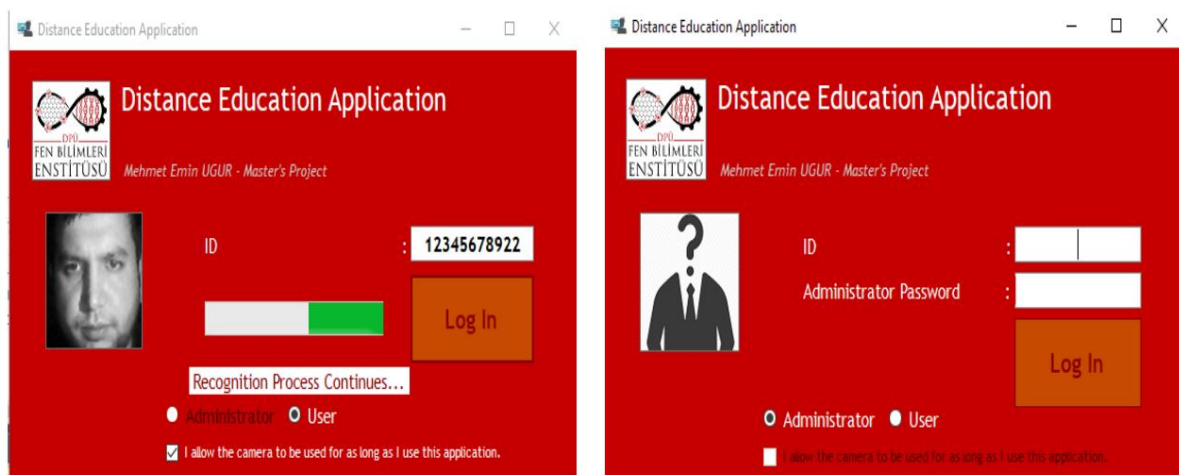 Distance Education Application
Distance Education Application
DPÜ
FEN BİLİMLERİ
ENSTİTÜSÜ
Mehmet Emin UGUR - Master's Project
ID : 12345678922
Log In
Recognition Process Continues...
Administrator User
I allow the camera to be used for as long as I use this application.
Distance Education Application
Distance Education Application
DPÜ
FEN BİLİMLERİ
ENSTİTÜSÜ
Mehmet Emin UGUR - Master's Project
ID :
Administrator Password :
Log In
Administrator User
I allow the camera to be used for as long as I use this application.